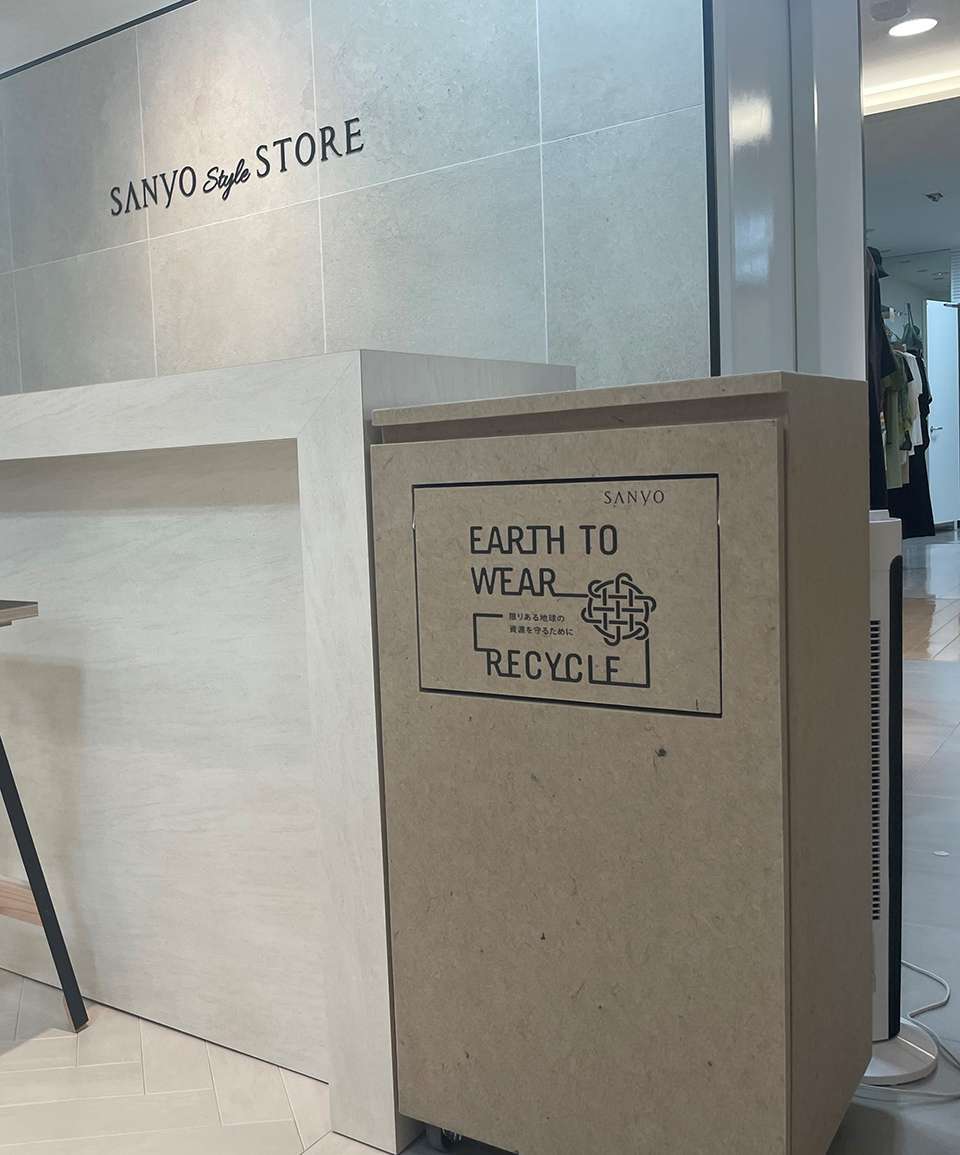 SANYO Style STORE
SANYO
EARTH TO
WEAR
限りある地球の
資源を守るために
RECYCLE